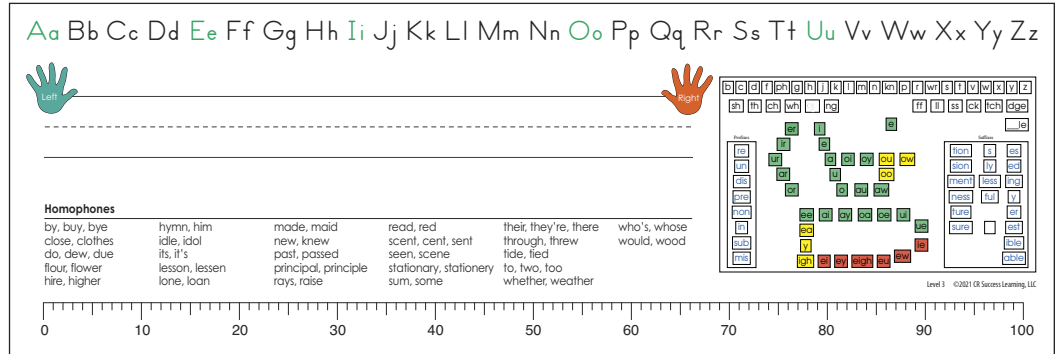 Aa Bb Cc Dd Ee Ff Gg Hh Ii Jj Kk Ll Mm Nn Oo Pp Qq Rr Ss Tt Uu Vv Ww Xx Yy Zz
Left
Right
b c d f ph g h j k l m n kn p r wr s t v w x y z
sh th ch wh ng ff ll ss ck tch dge
er i e __le
ir e
ur a oi oy ou ow
ar u oo
or o au aw
ee ai ay oa oe ui
ea ue
y ie
igh ei ey eigh eu ew
Prefixes
re
un
dis
pre
non
in
sub
mis
Suffixes
tion s es
sion ly ed
ment less ing
ness ful y
ture er
sure est
ible
able
Homophones
by, buy, bye
close, clothes
do, dew, due
flour, flower
hire, higher
hymn, him
idle, idol
its, it's
lesson, lessen
lone, loan
made, maid
new, knew
past, passed
principal, principle
rays, raise
read, red
scent, cent, sent
seen, scene
stationary, stationery
sum, some
their, they're, there
through, threw
tide, tied
to, two, too
whether, weather
who's, whose
would, wood
Level 3 ©2021 CR Success Learning, LLC
0 10 20 30 40 50 60 70 80 90 100